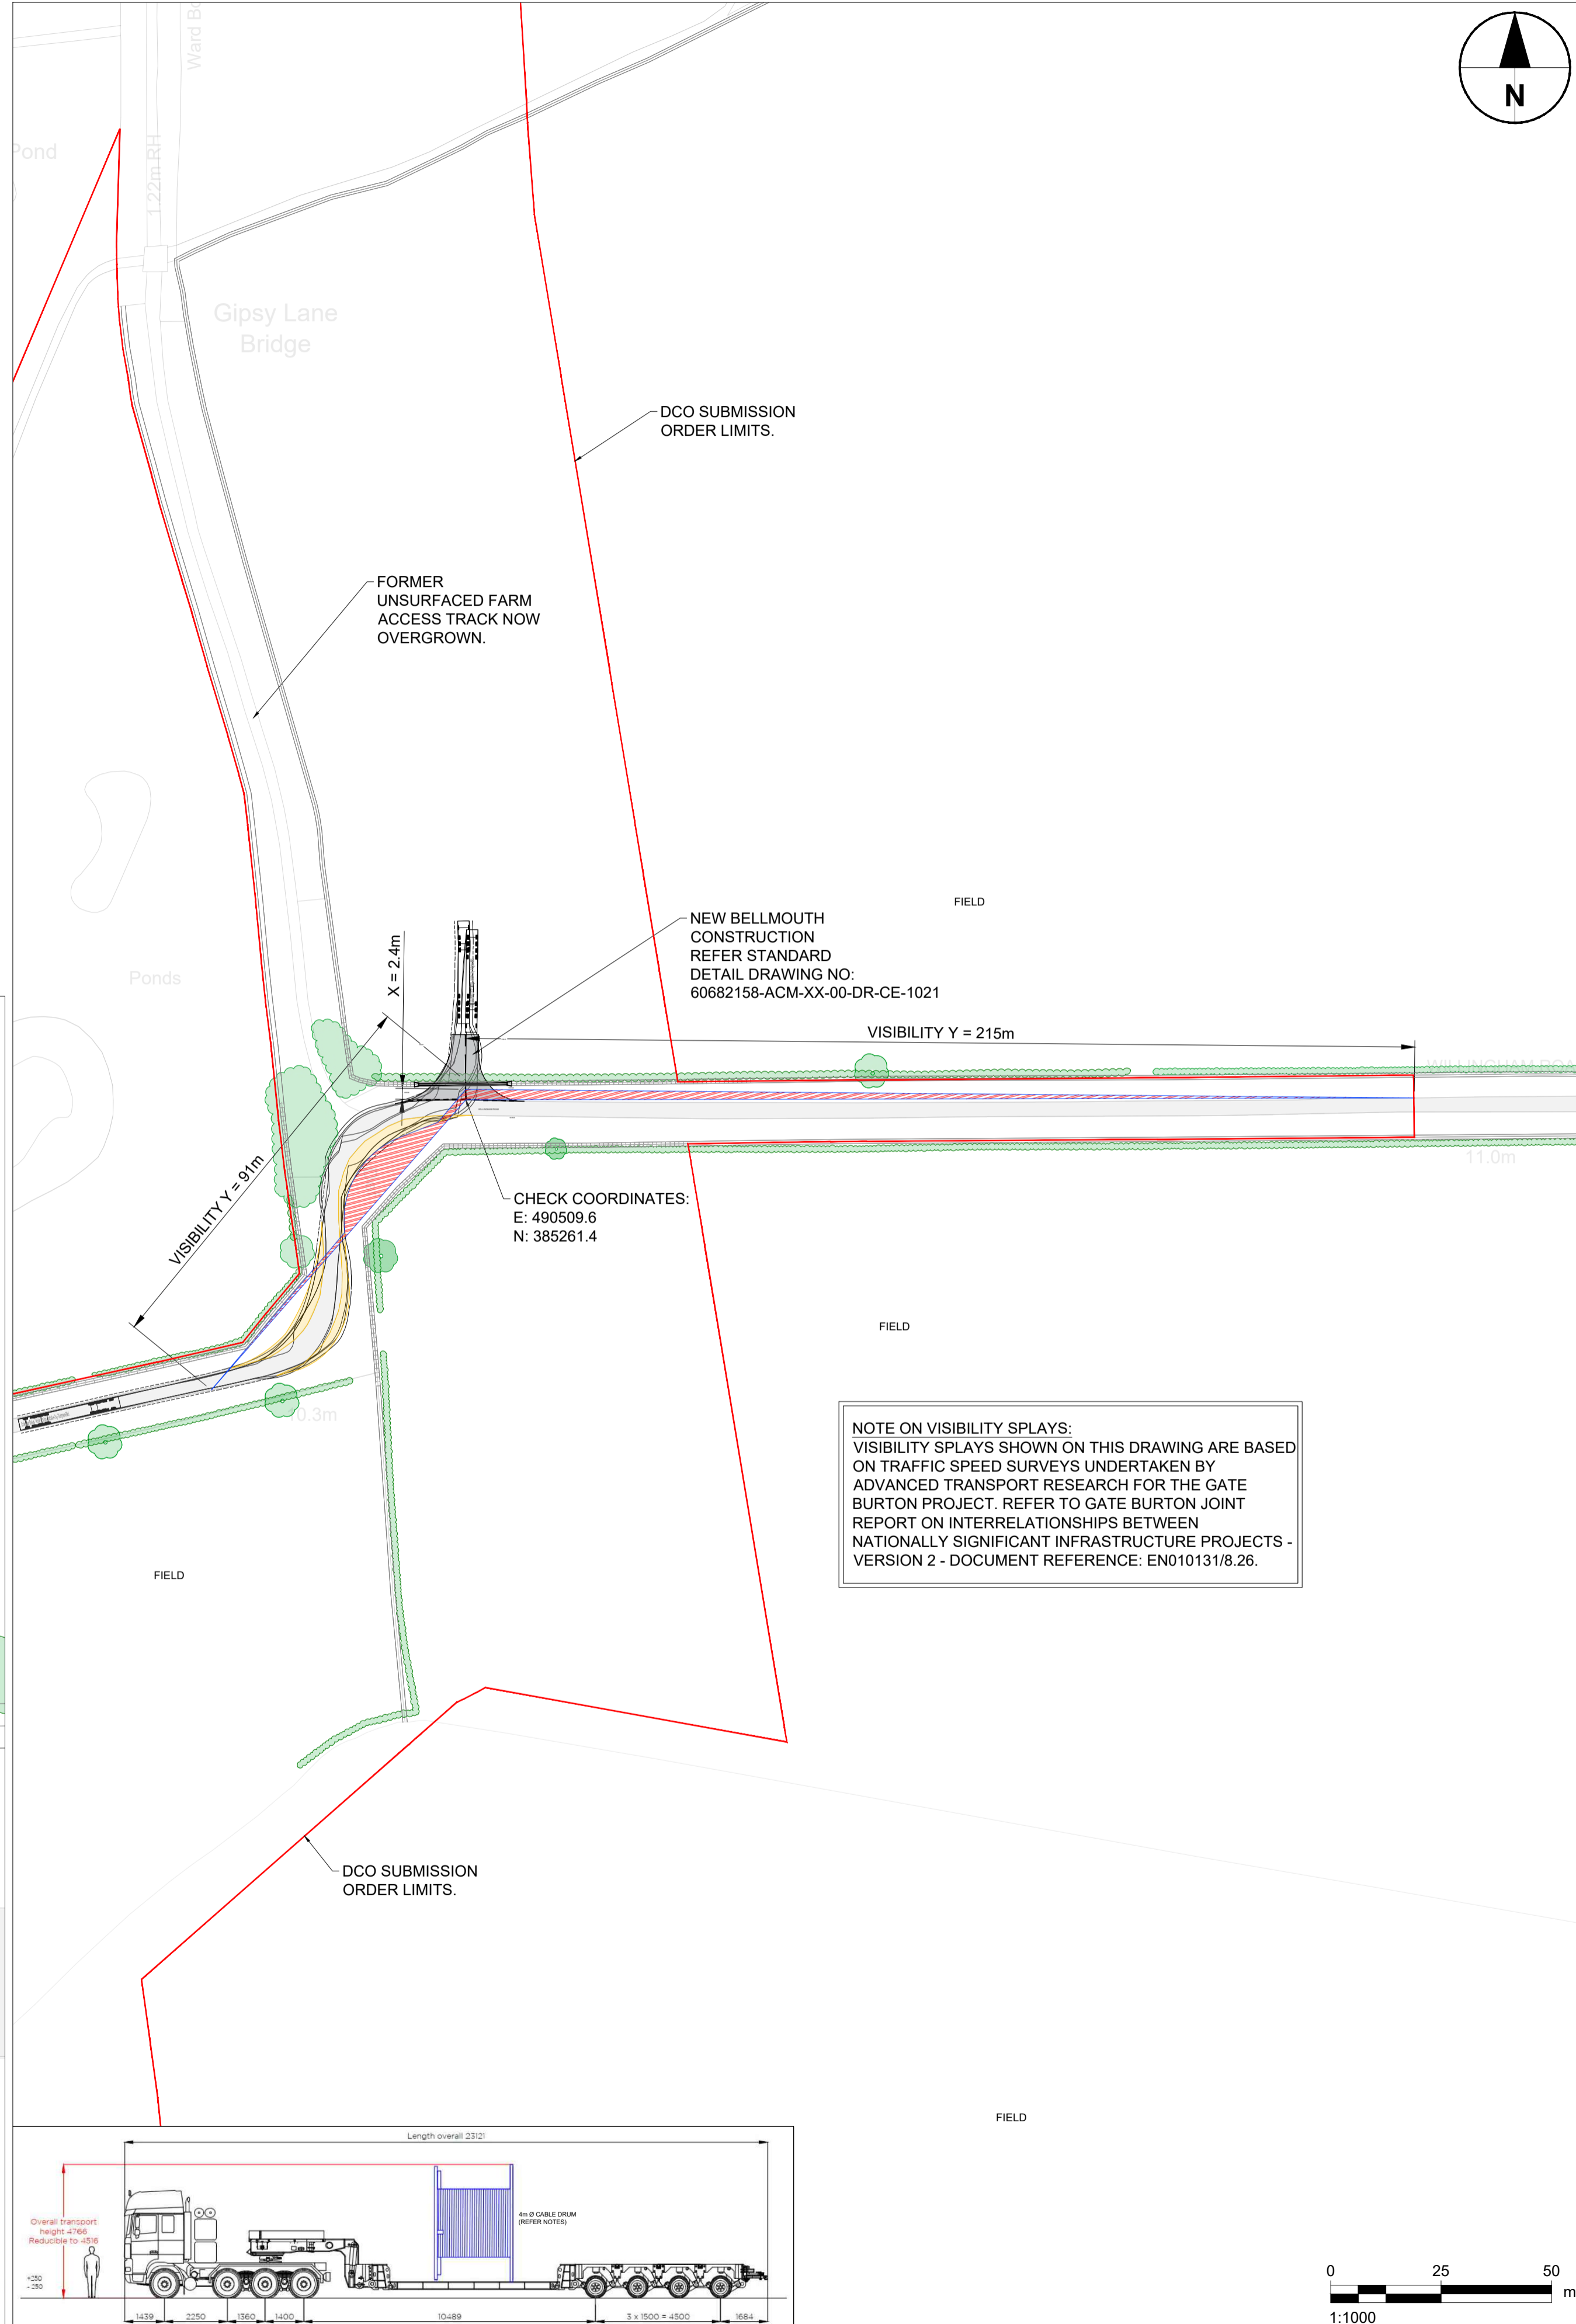 Ward Bo
N
Pond
1.22m RH
Gipsy Lane
Bridge
DCO SUBMISSION
ORDER LIMITS.
FORMER
UNSURFACED FARM
ACCESS TRACK NOW
OVERGROWN.
FIELD
NEW BELLMOUTH
CONSTRUCTION
REFER STANDARD
DETAIL DRAWING NO:
60682158-ACM-XX-00-DR-CE-1021
X = 2.4m
Ponds
VISIBILITY Y = 215m
WILLINGHAM ROA
11.0m
VISIBILITY Y = 91m
CHECK COORDINATES:
E: 490509.6
N: 385261.4
FIELD
0.3m
NOTE ON VISIBILITY SPLAYS:
VISIBILITY SPLAYS SHOWN ON THIS DRAWING ARE BASED
ON TRAFFIC SPEED SURVEYS UNDERTAKEN BY
ADVANCED TRANSPORT RESEARCH FOR THE GATE
BURTON PROJECT. REFER TO GATE BURTON JOINT
REPORT ON INTERRELATIONSHIPS BETWEEN
NATIONALLY SIGNIFICANT INFRASTRUCTURE PROJECTS -
VERSION 2 - DOCUMENT REFERENCE: EN010131/8.26.
FIELD
DCO SUBMISSION
ORDER LIMITS.
FIELD
Length overall 23121
Overall transport
height 4766
Reducible to 4516
4m Ø CABLE DRUM
(REFER NOTES)
+250
- 250
1439 2250 1360 1400 10489 3 x 1500 = 4500 1684
0 25 50
m
1:1000